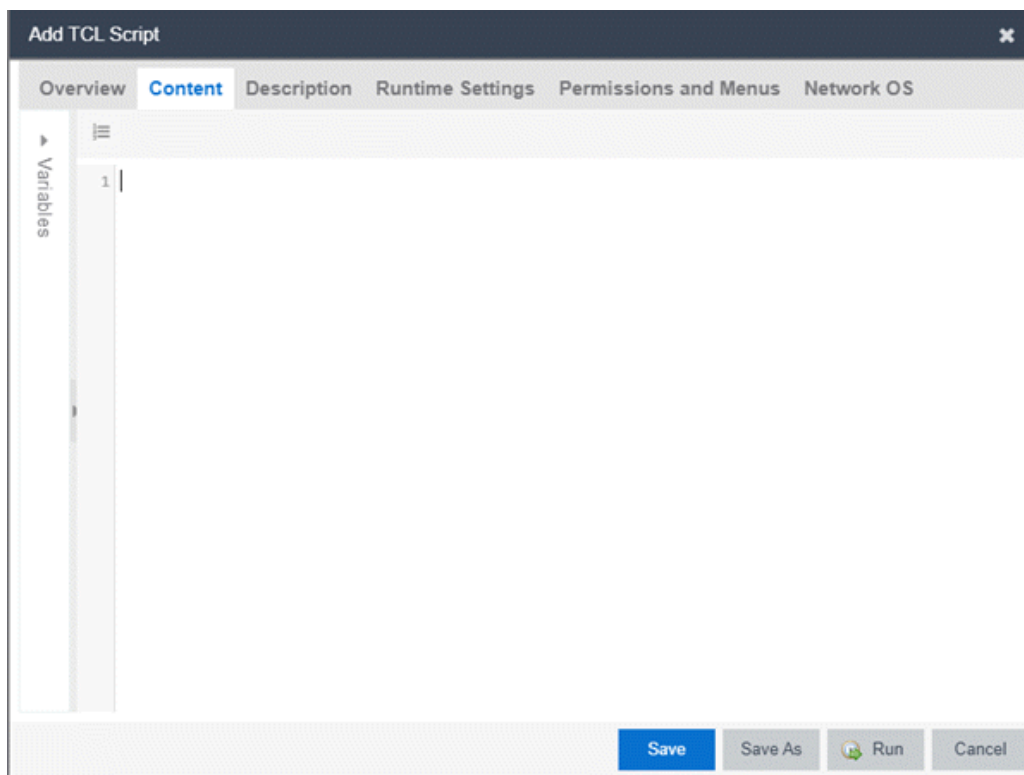 Add TCL Script
Overview Content Description Runtime Settings Permissions and Menus Network OS
Variables
1
Save Save As Run Cancel